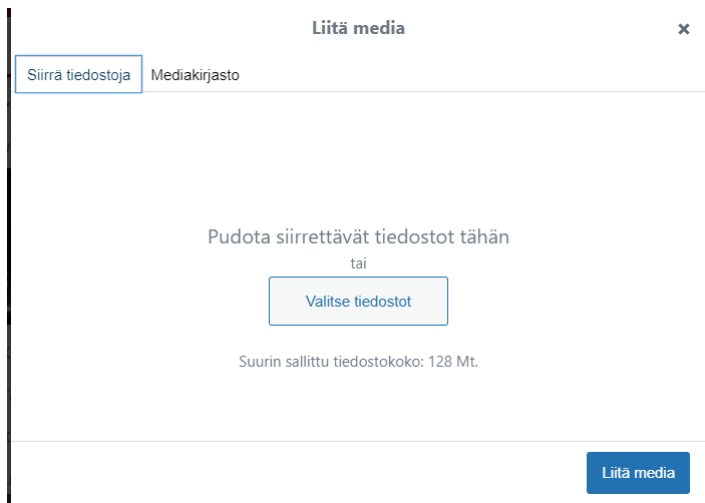 Liitä media
Siirrä tiedostoja Mediakirjasto
Pudota siirrettävät tiedostot tähän
tai
Valitse tiedostot
Suurin sallittu tiedostokoko: 128 Mt.
Liitä media